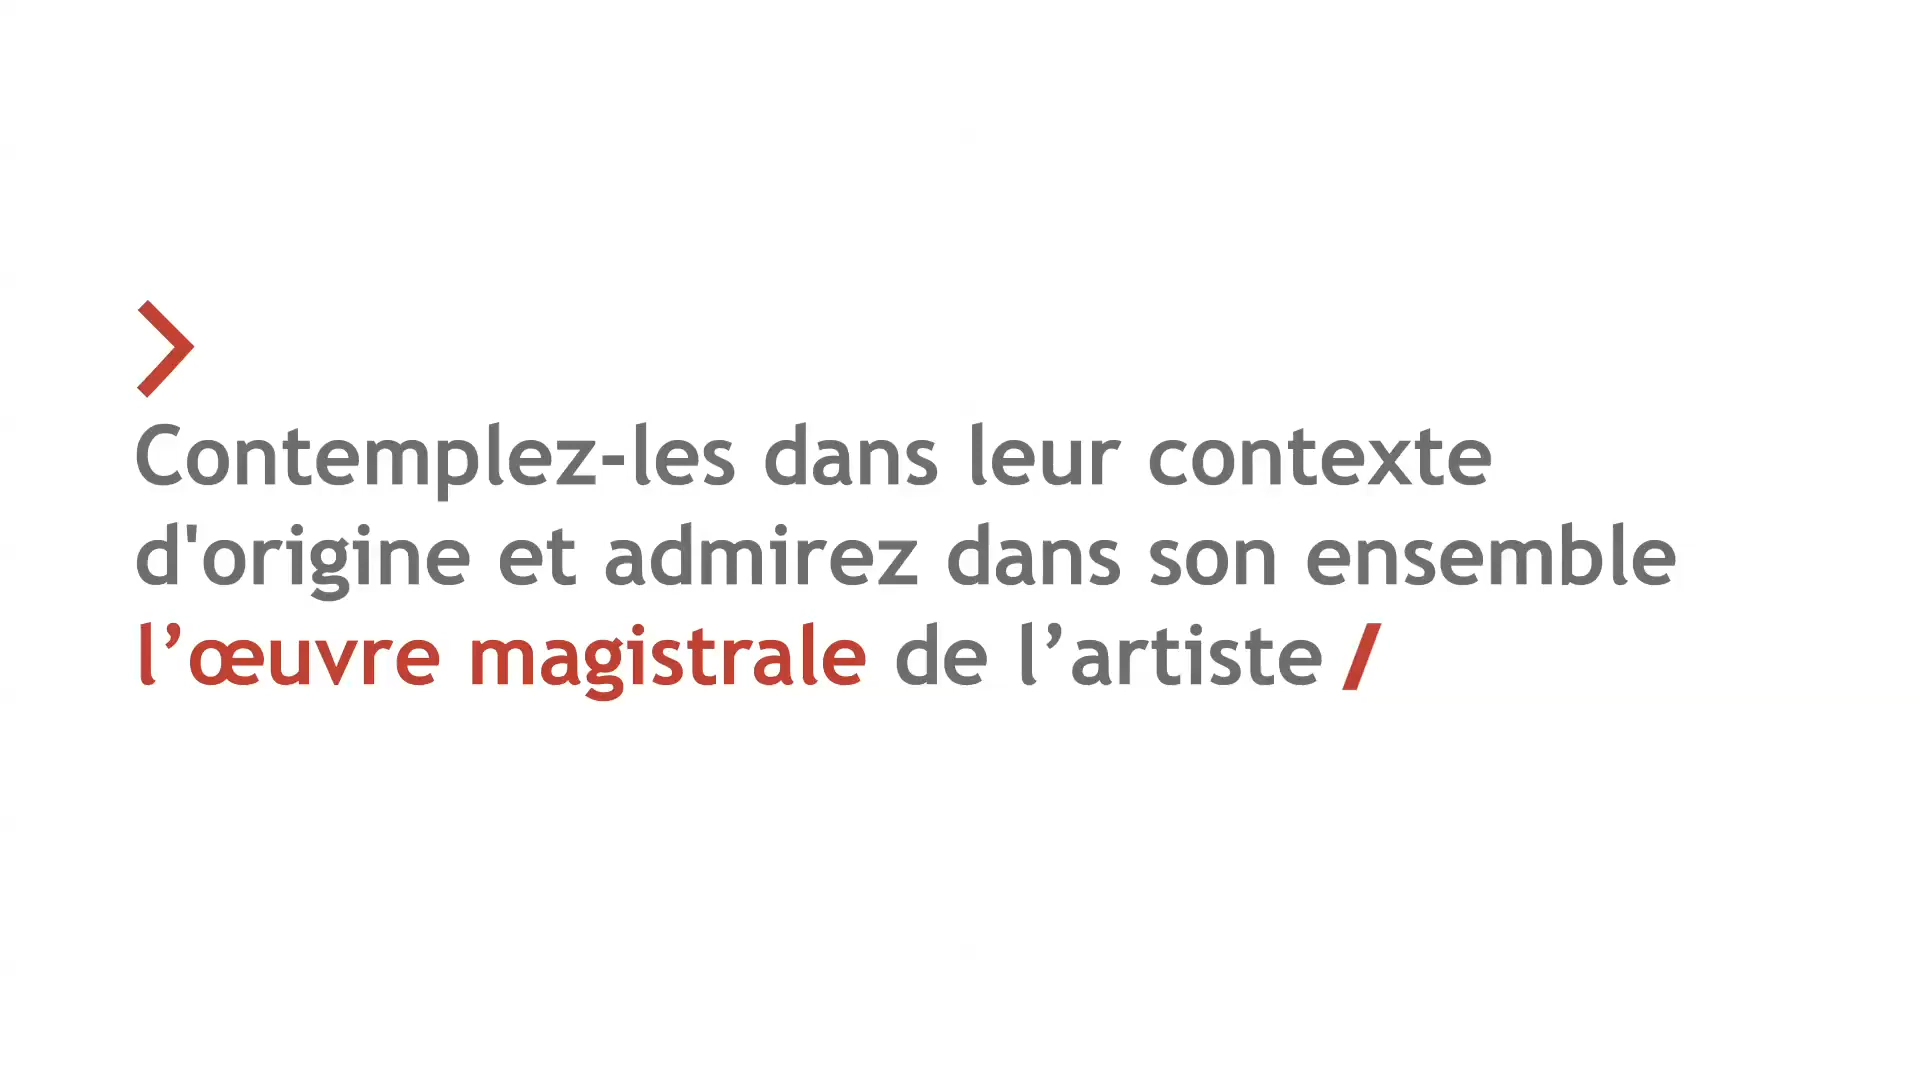 >
Contemplez-les dans leur contexte
d'origine et admirez dans son ensemble
l’œuvre magistrale de l’artiste /